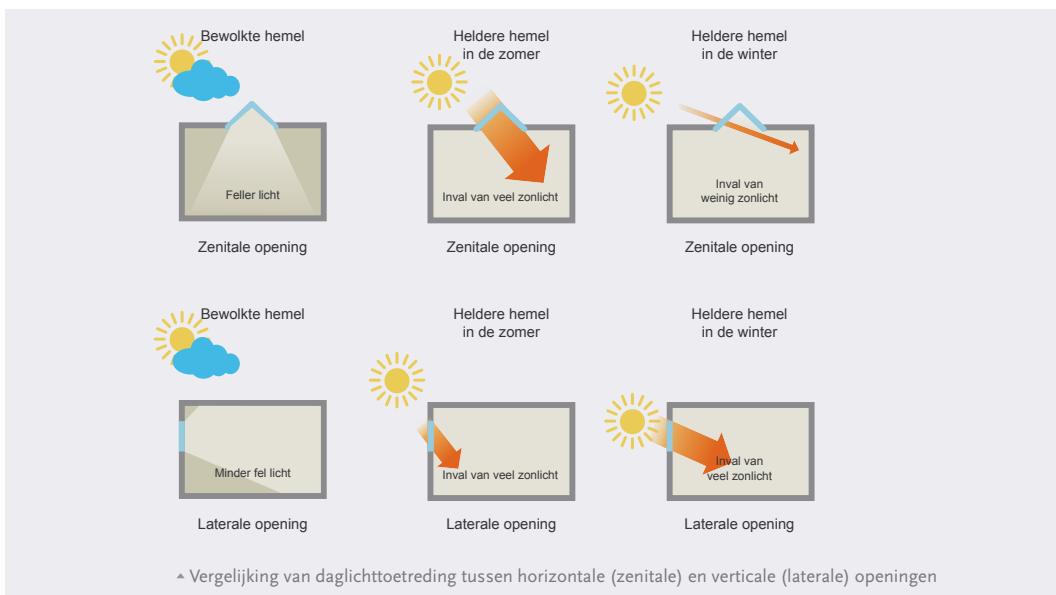 Bewolkte hemel
Heldere hemel
in de zomer
Heldere hemel
in de winter
Feller licht
Inval van veel zonlicht
Inval van
weinig zonlicht
Zenitale opening
Zenitale opening
Zenitale opening
Bewolkte hemel
Heldere hemel
in de zomer
Heldere hemel
in de winter
Minder fel licht
Inval van veel zonlicht
Inval van
veel zonlicht
Laterale opening
Laterale opening
Laterale opening
Vergelijking van daglichttoetreding tussen horizontale (zenitale) en verticale (laterale) openingen